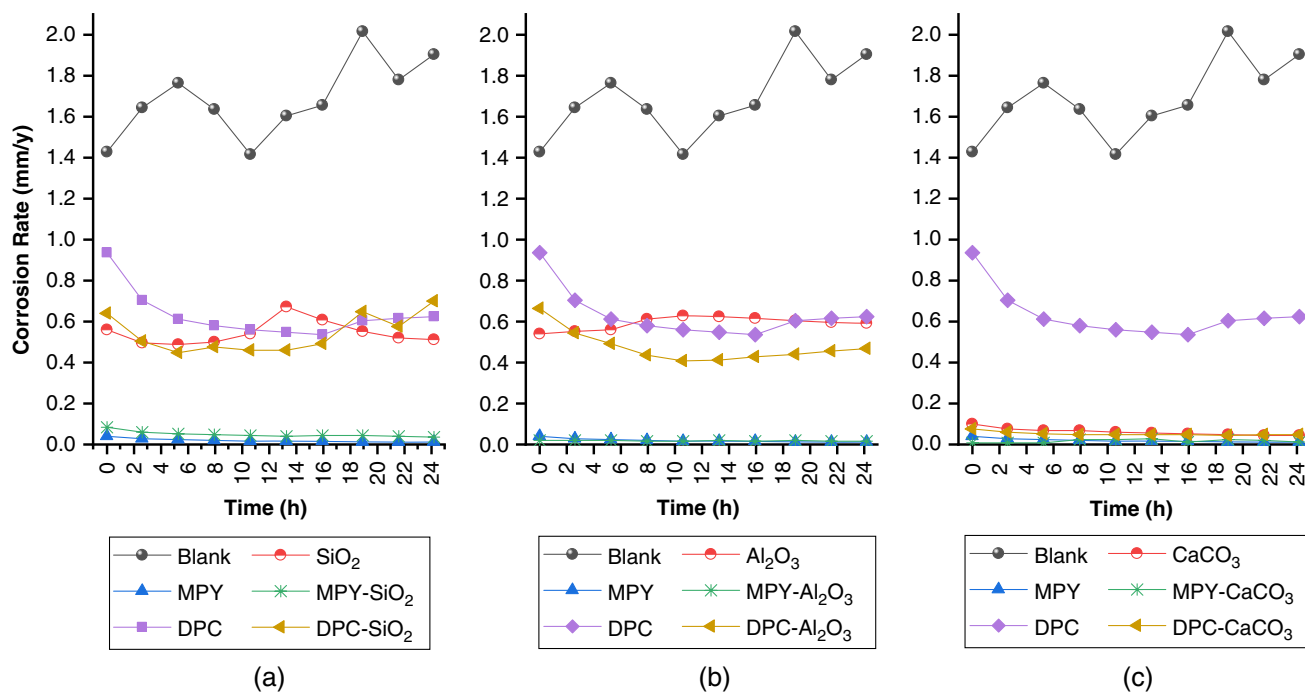 Corrosion Rate (mm/y)
2.0
1.8
1.6
1.4
1.2
1.0
0.8
0.6
0.4
0.2
0.0
0 2 4 6 8 10 12 14 16 18 20 22 24
Time (h)
Blank SiO₂
MPY MPY-SiO₂
DPC DPC-SiO₂
(a)
2.0
1.8
1.6
1.4
1.2
1.0
0.8
0.6
0.4
0.2
0.0
0 2 4 6 8 10 12 14 16 18 20 22 24
Time (h)
Blank Al₂O₃
MPY MPY-Al₂O₃
DPC DPC-Al₂O₃
(b)
2.0
1.8
1.6
1.4
1.2
1.0
0.8
0.6
0.4
0.2
0.0
0 2 4 6 8 10 12 14 16 18 20 22 24
Time (h)
Blank CaCO₃
MPY MPY-CaCO₃
DPC DPC-CaCO₃
(c)